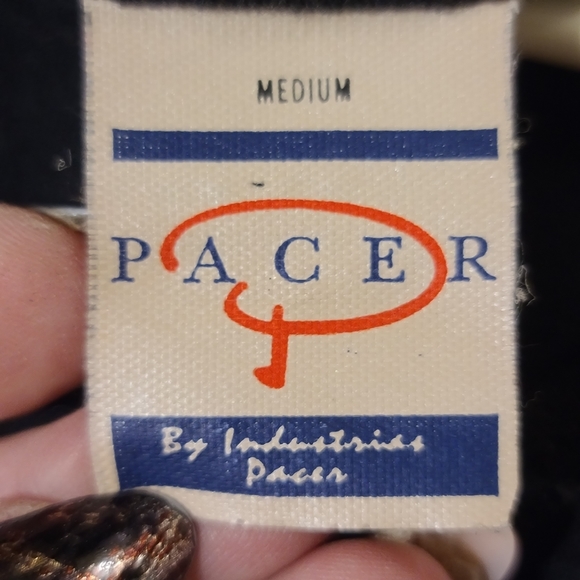 MEDIUM
PACER
By Industries
Pacer